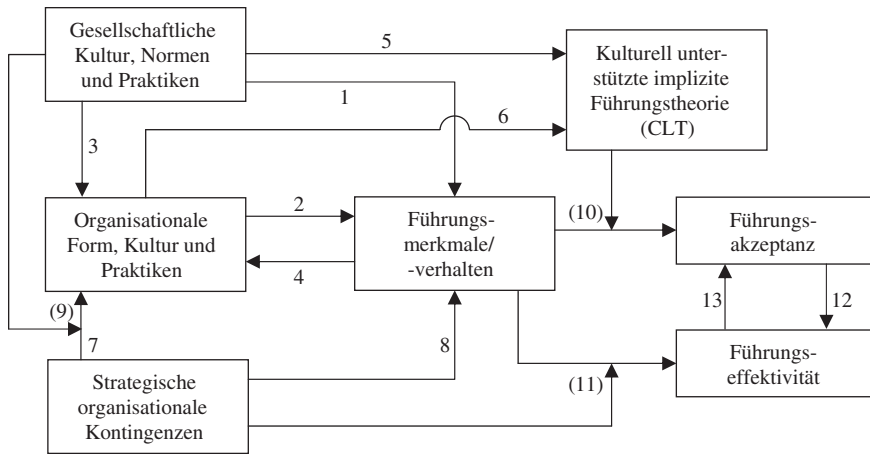 Gesellschaftliche
Kultur, Normen
und Praktiken
5
Kulturell unter-
stützte implizite
Führungstheorie
(CLT)
1
6
3
Organisationale
Form, Kultur und
Praktiken
2
4
Führungs-
merkmale/
-verhalten
(10)
Führungs-
akzeptanz
(9)
7
8
13
12
Strategische
organisationale
Kontingenzen
(11)
Führungs-
effektivität